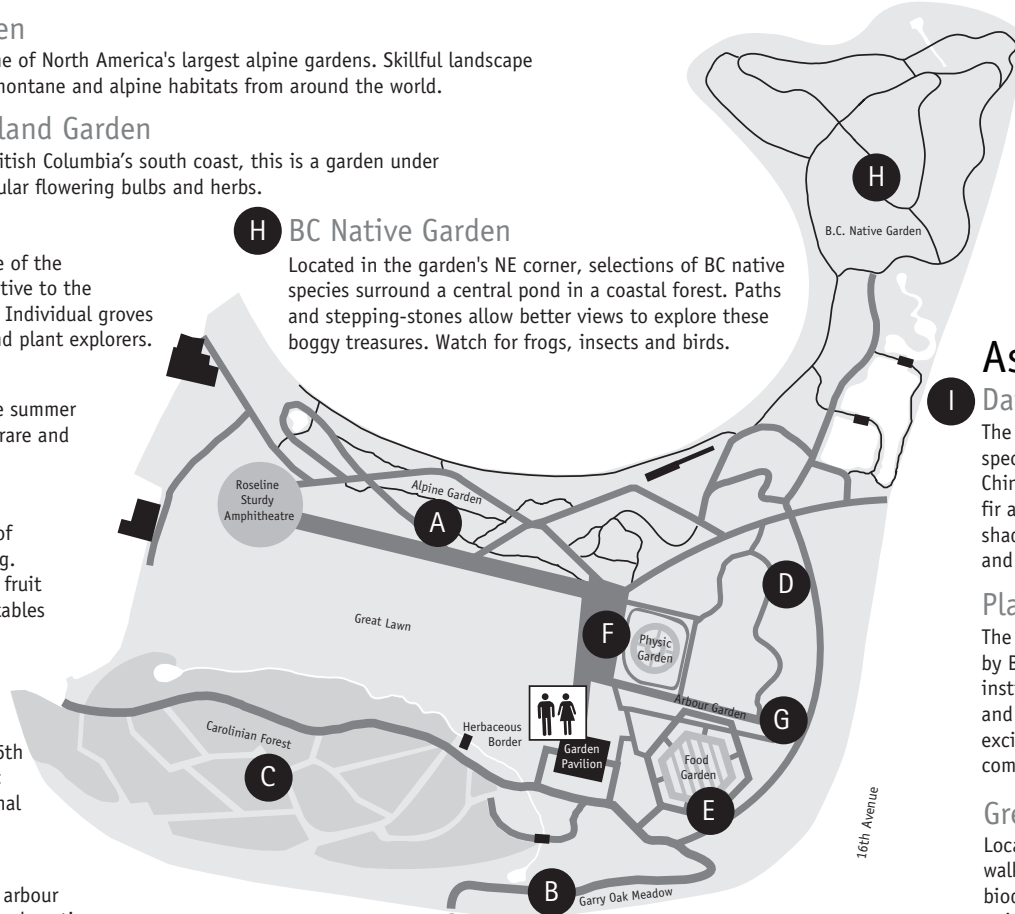 en
ne of North America's largest alpine gardens. Skillful landscape
montane and alpine habitats from around the world.
land Garden
itish Columbia's south coast, this is a garden under
ular flowering bulbs and herbs.
e of the
tive to the
Individual groves
nd plant explorers.
e summer
rare and
of
g.
fruit
tables
5th
nal
arbour
H BC Native Garden
Located in the garden's NE corner, selections of BC native
species surround a central pond in a coastal forest. Paths
and stepping-stones allow better views to explore these
boggy treasures. Watch for frogs, insects and birds.
H
B.C. Native Garden
Roseline
Sturdy
Amphitheatre
Alpine Garden
A
D
Great Lawn
F
Physic
Garden
Arbour Garden
G
Herbaceous
Border
Garden
Pavilion
Carolinian Forest
C
Food
Garden
E
16th Avenue
B
Garry Oak Meadow
As
I Da
The
spec
Chin
fir a
shad
and
Pla
The
by B
inst
and
exci
com
Gre
Loca
walk
biod